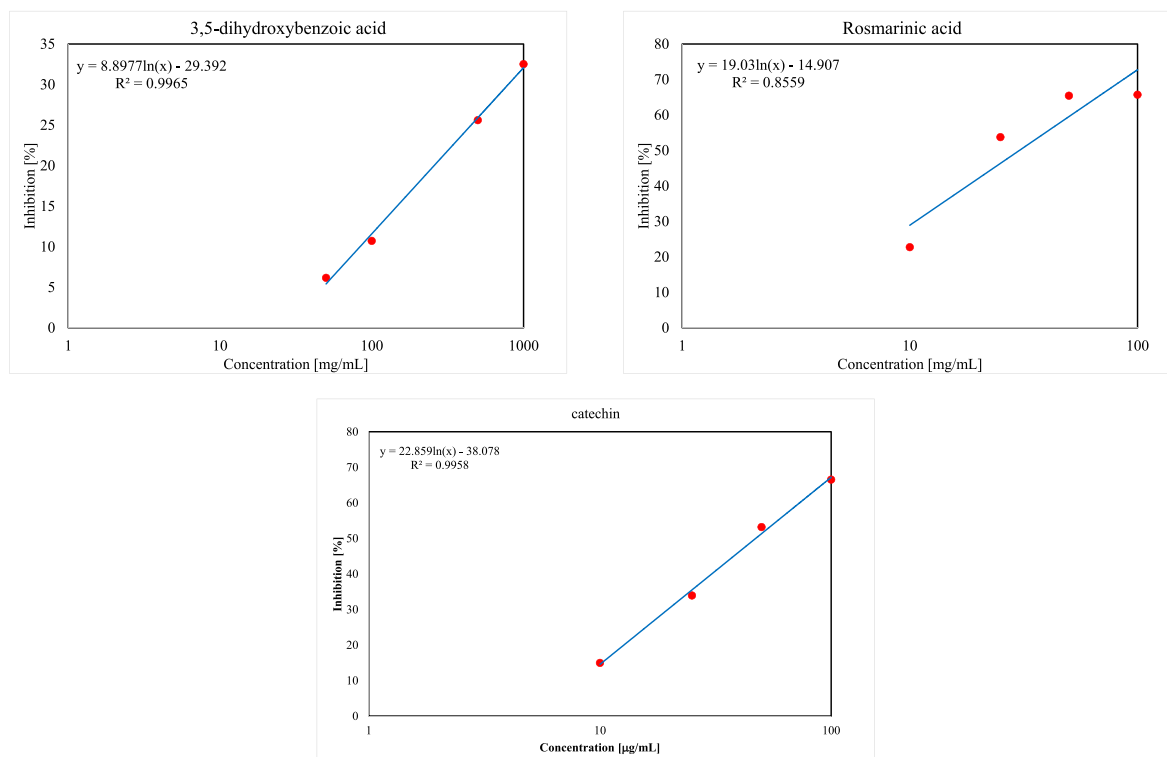 3,5-dihydroxybenzoic acid
y = 8.8977ln(x) - 29.392
R² = 0.9965
Inhibition [%]
35
30
25
20
15
10
5
0
1
10
100
1000
Concentration [mg/mL]
Rosmarinic acid
y = 19.03ln(x) - 14.907
R² = 0.8559
Inhibition [%]
80
70
60
50
40
30
20
10
0
1
10
100
Concentration [mg/mL]
catechin
y = 22.859ln(x) - 38.078
R² = 0.9958
Inhibition [%]
80
70
60
50
40
30
20
10
0
1
10
100
Concentration [µg/mL]